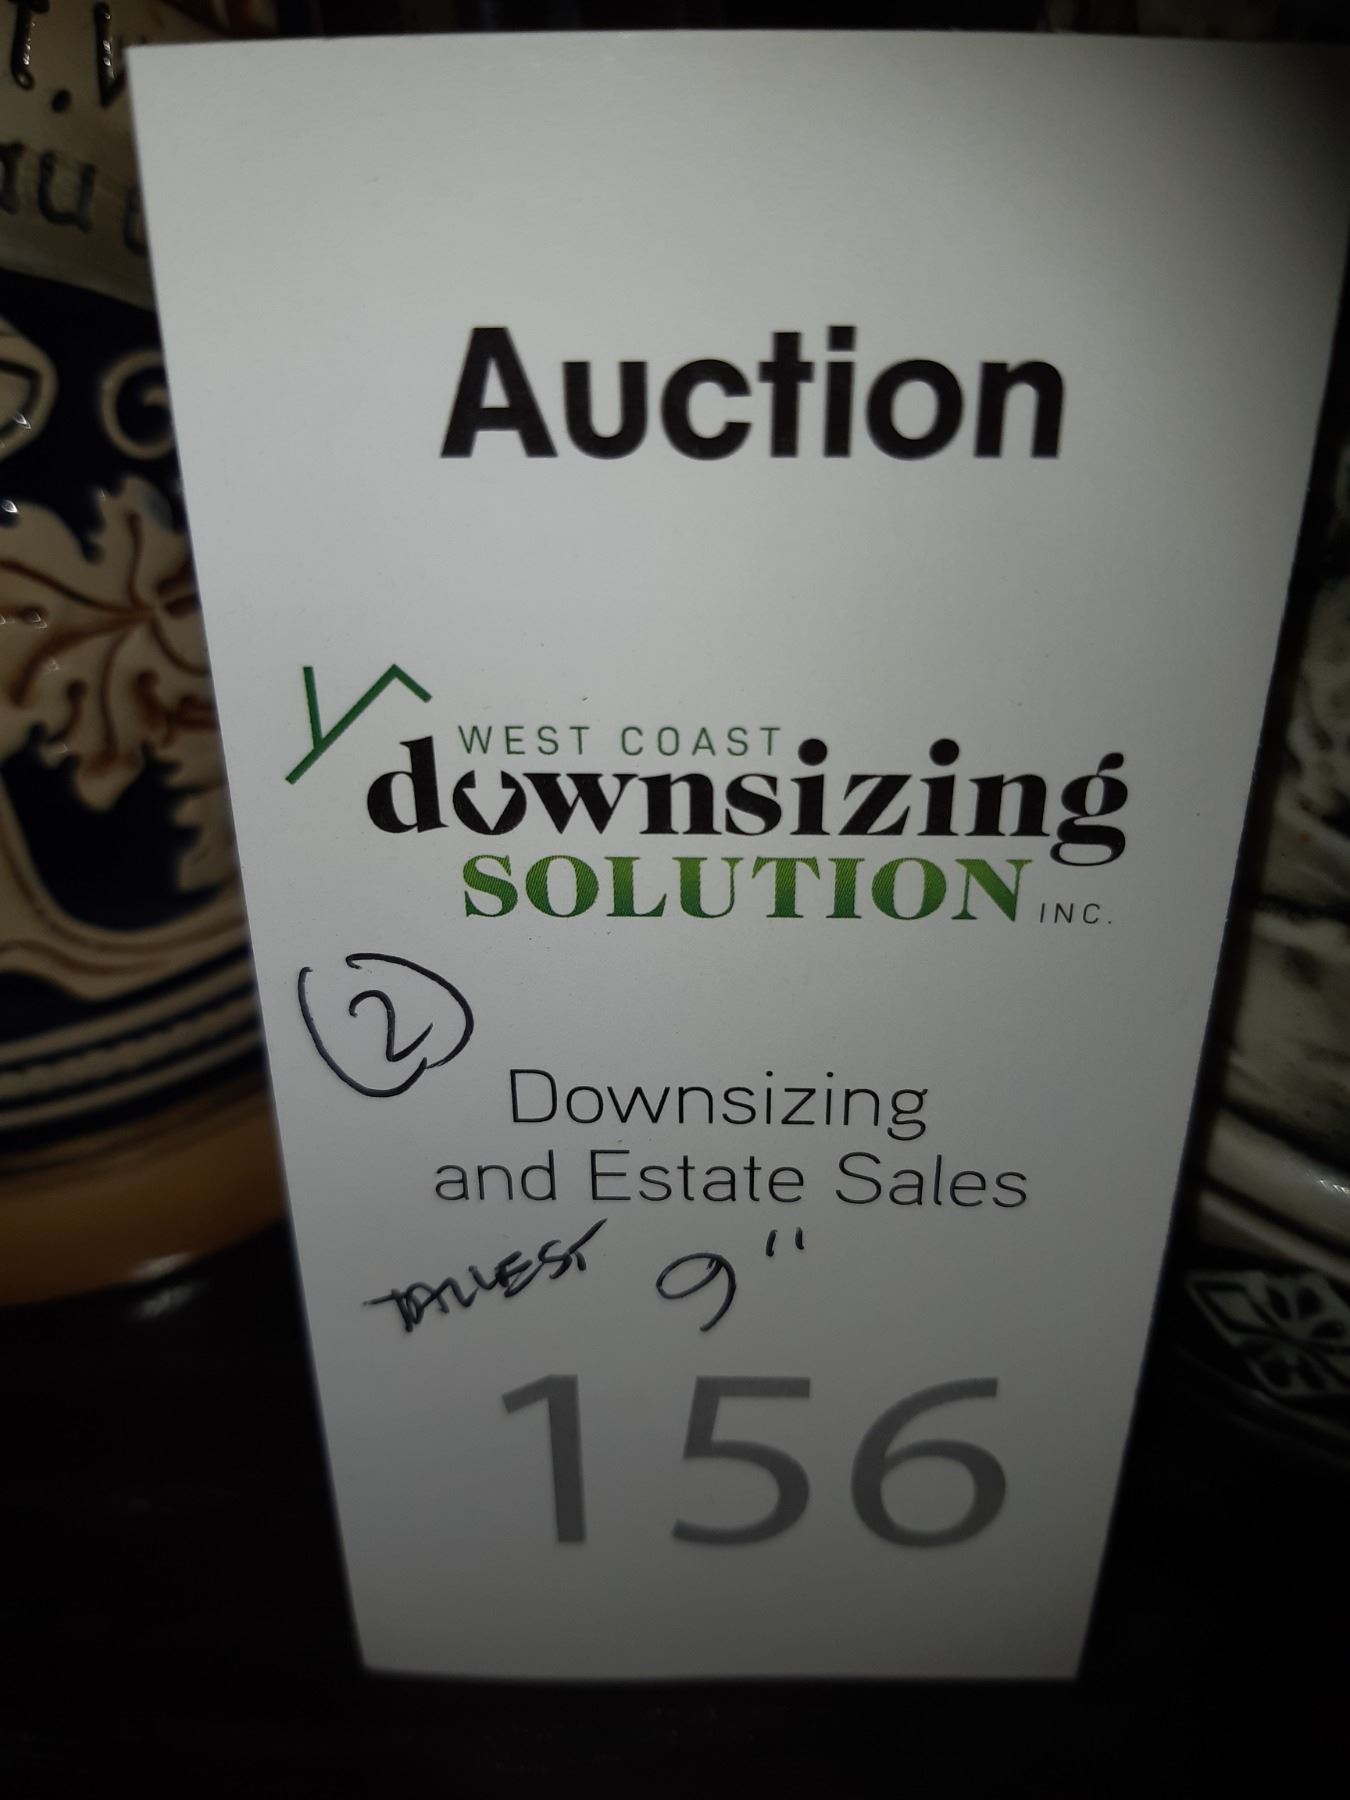 Auction
WEST COAST
downsizing
SOLUTION INC.
2
Downsizing
and Estate Sales
TALLEST 9"
156